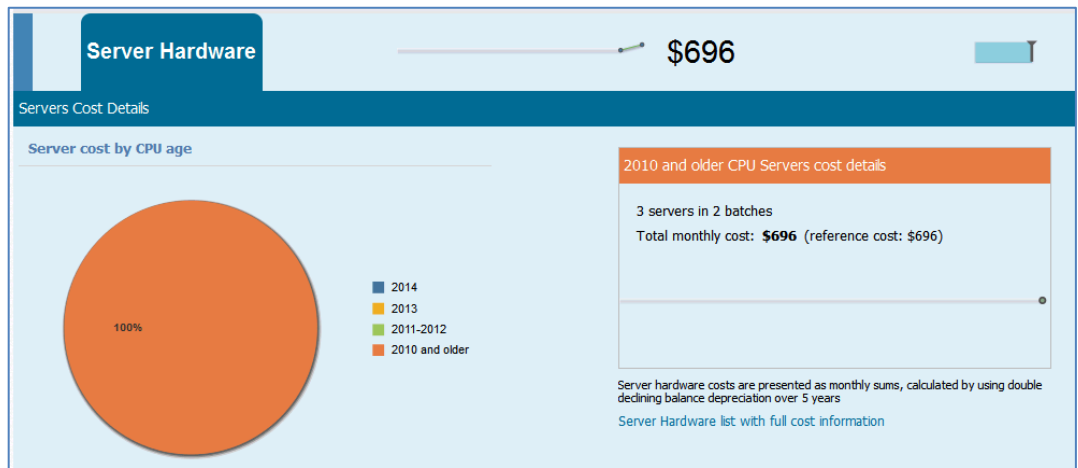 Server Hardware
$696
Servers Cost Details
Server cost by CPU age
100%
2014
2013
2011-2012
2010 and older
2010 and older CPU Servers cost details
3 servers in 2 batches
Total monthly cost: $696 (reference cost: $696)
Server hardware costs are presented as monthly sums, calculated by using double
declining balance depreciation over 5 years
Server Hardware list with full cost information